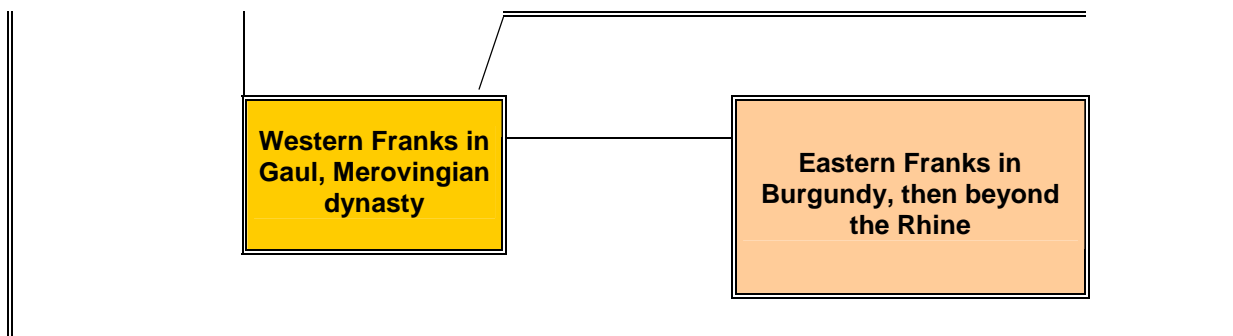 Western Franks in
Gaul, Merovingian
dynasty
Eastern Franks in
Burgundy, then beyond
the Rhine